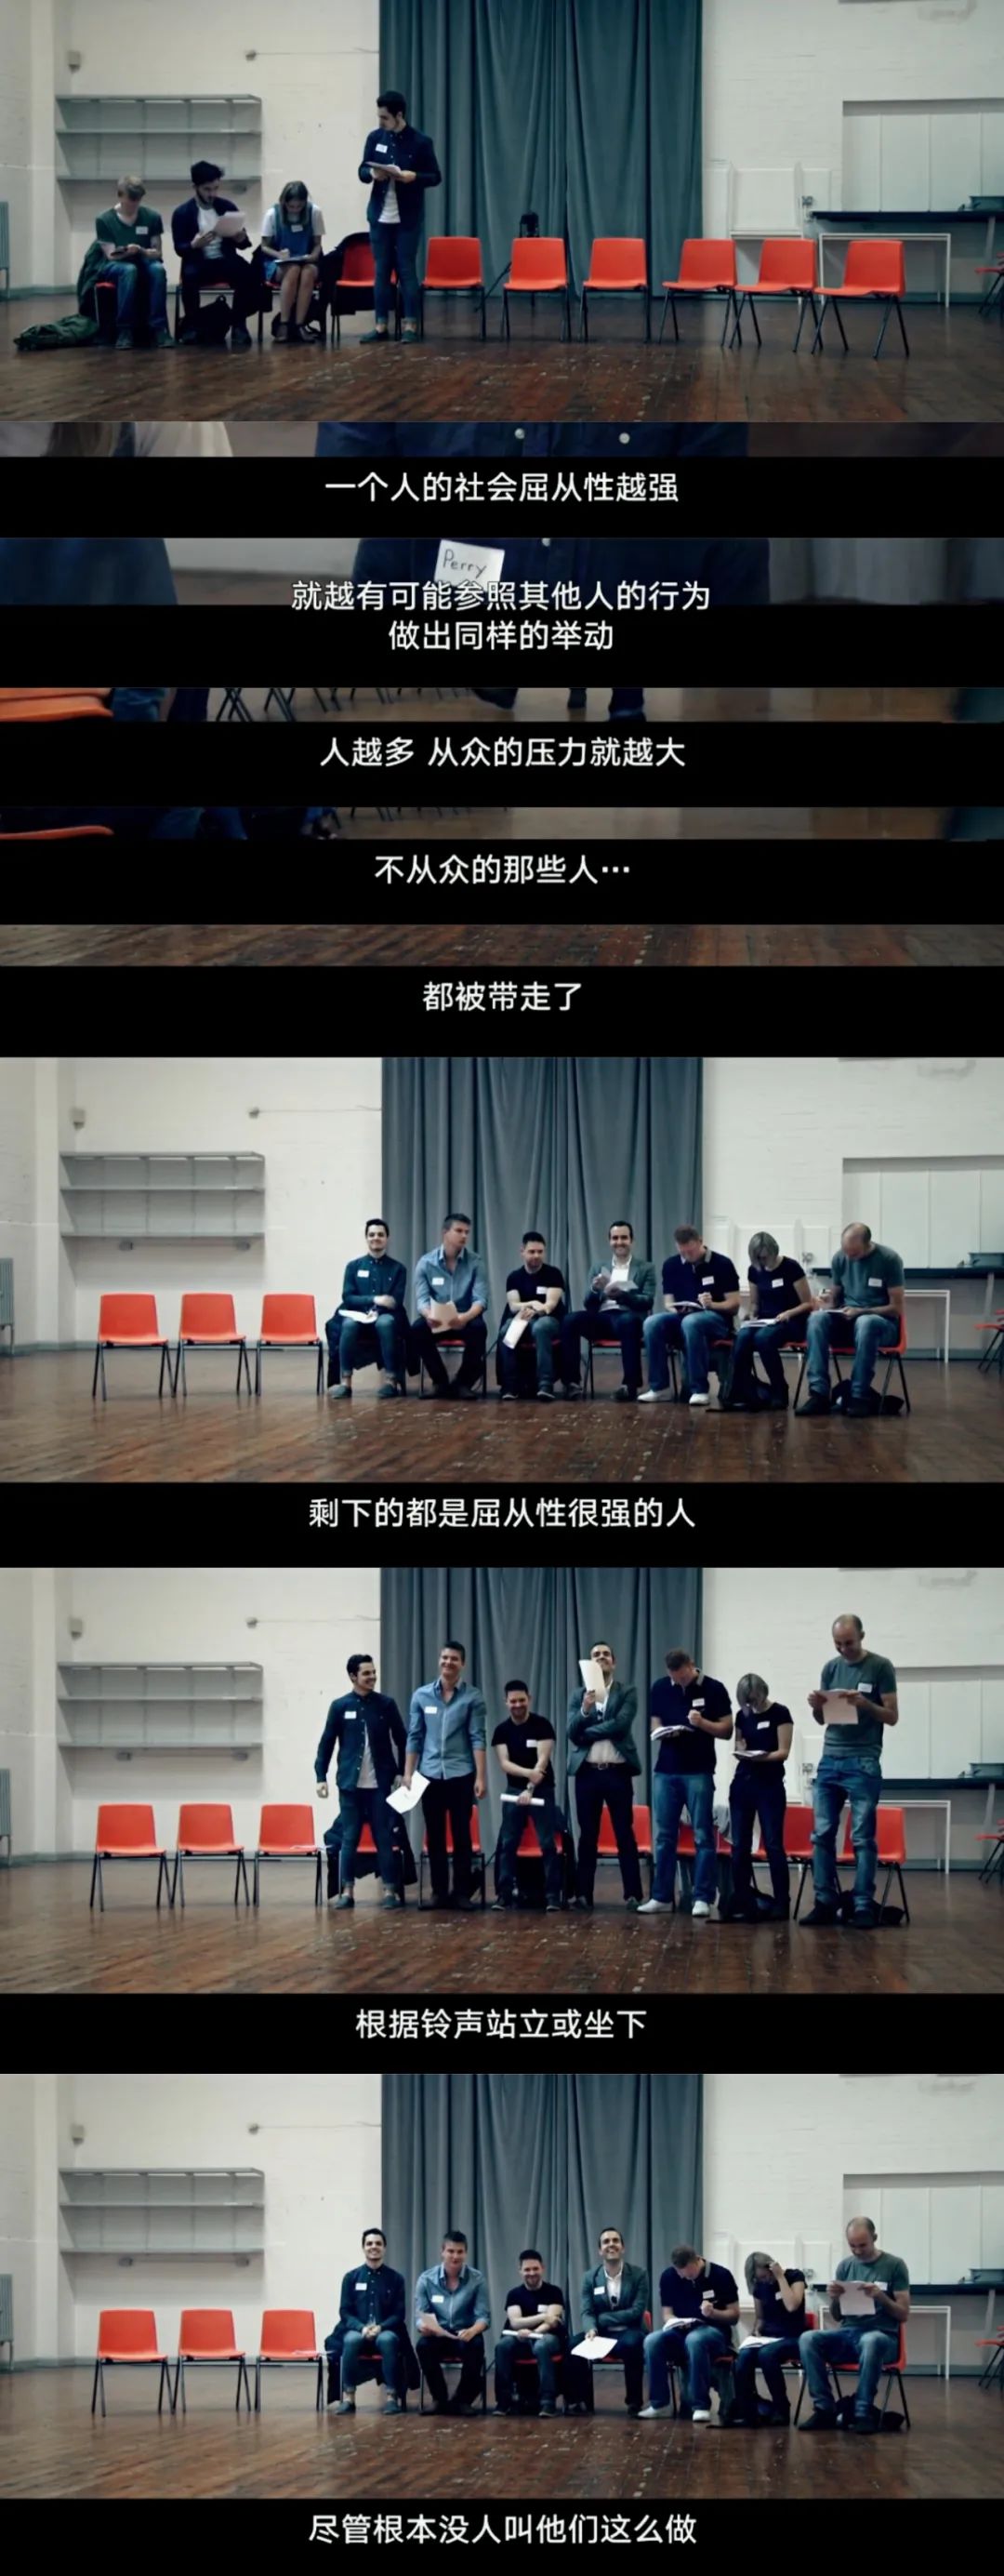 一个人的社会屈从性越强
Perry
就越有可能参照其他人的行为
做出同样的举动
人越多 从众的压力就越大
不从众的那些人…
都被带走了
剩下的都是屈从性很强的人
根据铃声站立或坐下
尽管根本没人叫他们这么做